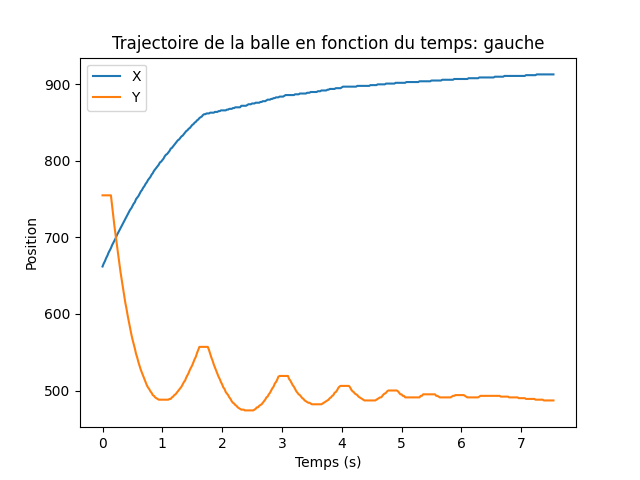 Trajectoire de la balle en fonction du temps: gauche
X
Y
900
800
700
600
500
Position
0 1 2 3 4 5 6 7
Temps (s)